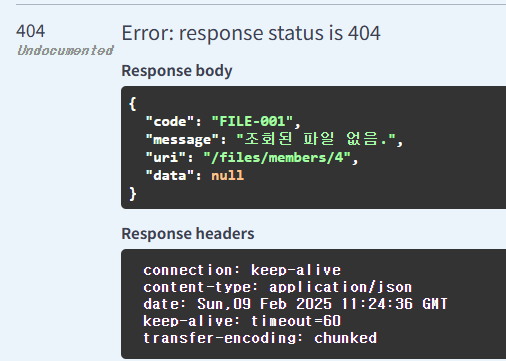 404
Undocumented
Error: response status is 404
Response body
{
"code": "FILE-001",
"message": "조회된 파일 없음.",
"uri": "/files/members/4",
"data": null
}
Response headers
connection: keep-alive
content-type: application/json
date: Sun,09 Feb 2025 11:24:36 GMT
keep-alive: timeout=60
transfer-encoding: chunked